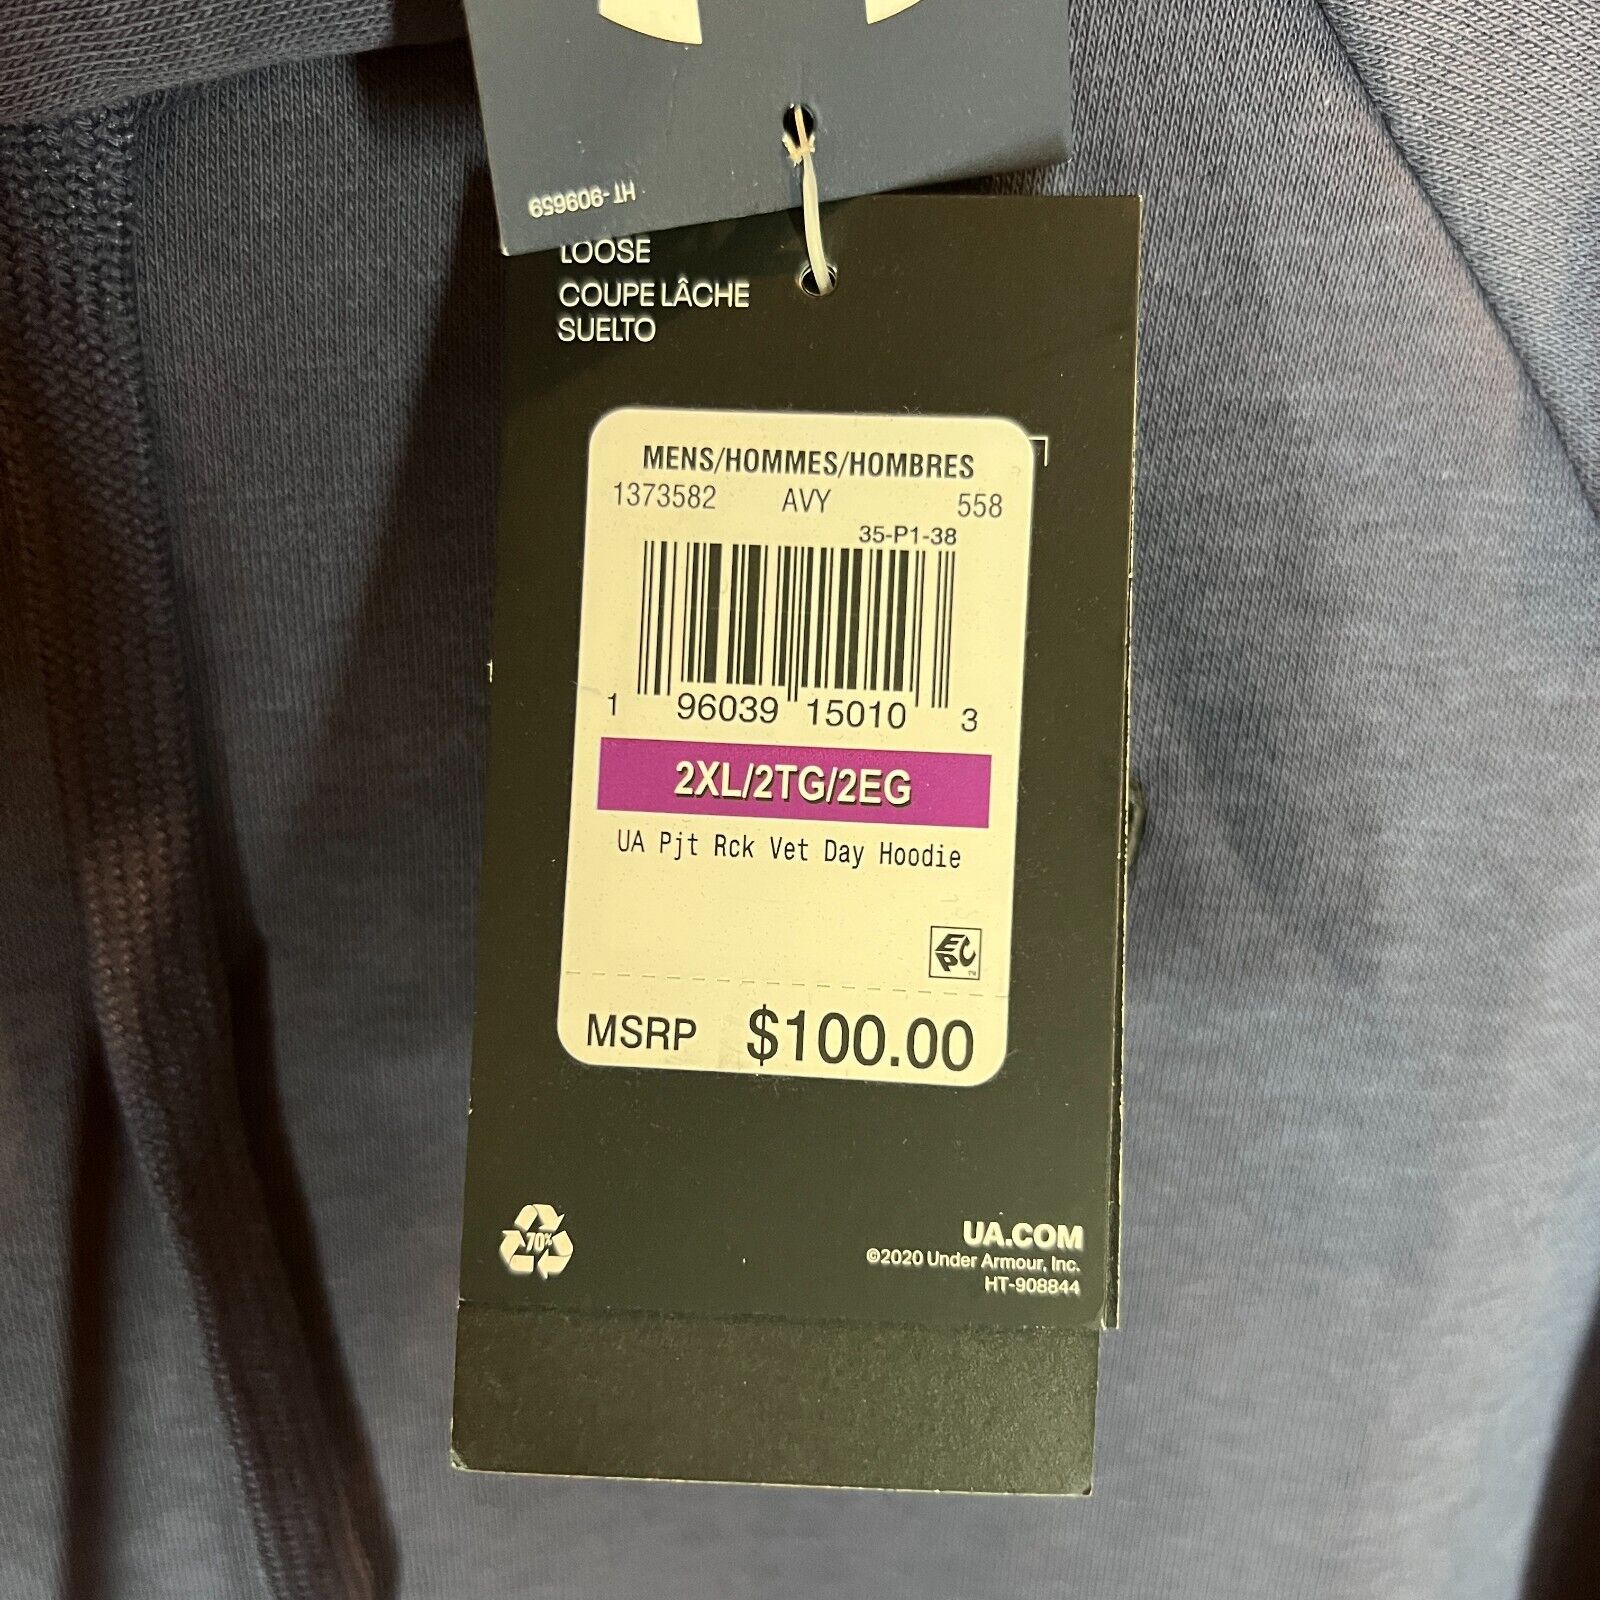 HT-909659
LOOSE
COUPE LÂCHE
SUELTO
MENS/HOMMES/HOMBRES
1373582 AVY 558
35-P1-38
1 96039 15010 3
2XL/2TG/2EG
UA Pjt Rck Vet Day Hoodie
EPC
™
MSRP $100.00
70%
UA.COM
©2020 Under Armour, Inc.
HT-908844